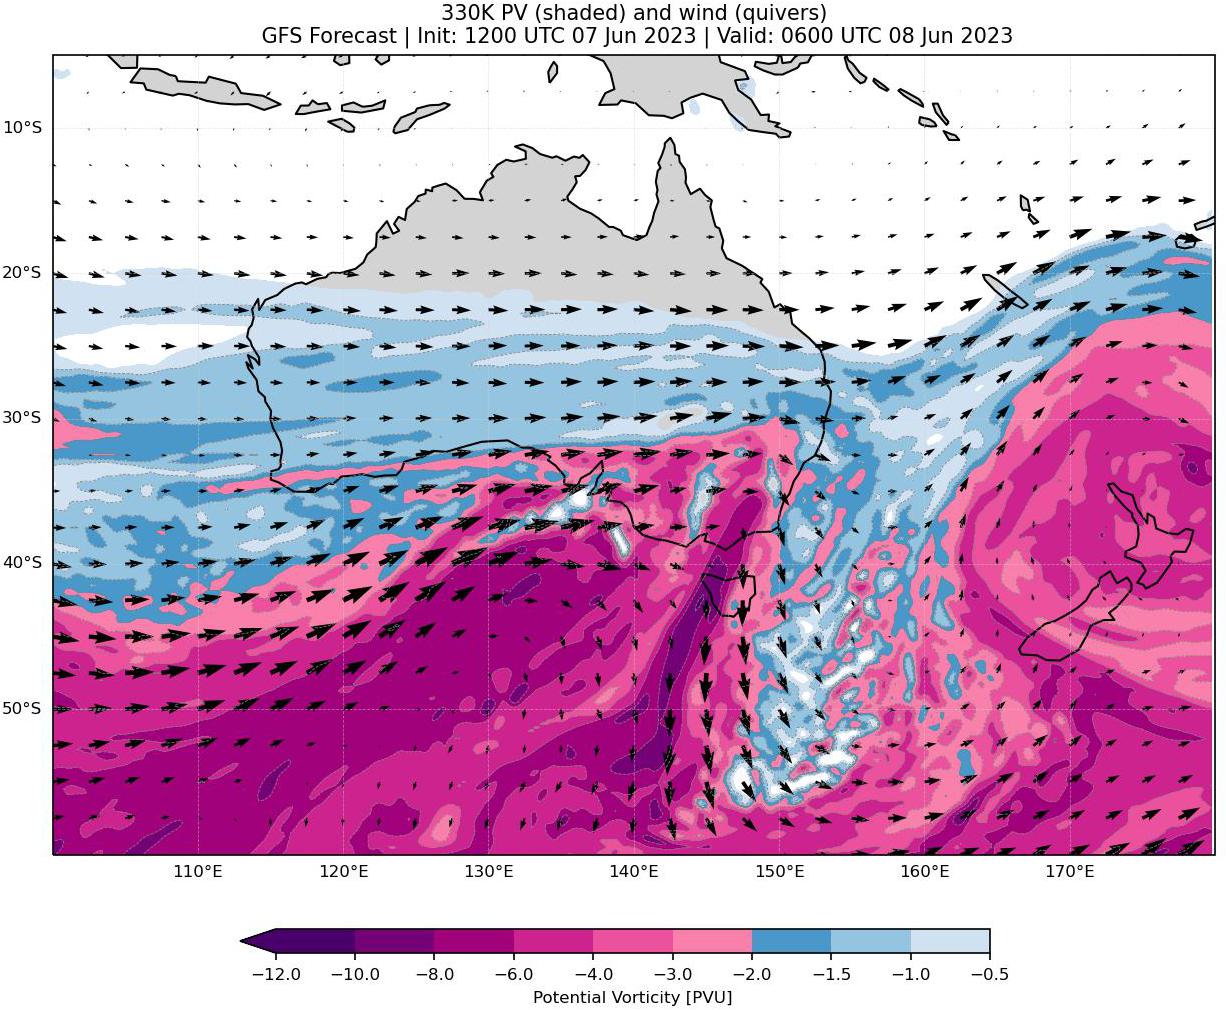 330K PV (shaded) and wind (quivers)
GFS Forecast | Init: 1200 UTC 07 Jun 2023 | Valid: 0600 UTC 08 Jun 2023
10°S
20°S
30°S
40°S
50°S
110°E 120°E 130°E 140°E 150°E 160°E 170°E
−12.0 −10.0 −8.0 −6.0 −4.0 −3.0 −2.0 −1.5 −1.0 −0.5
Potential Vorticity [PVU]